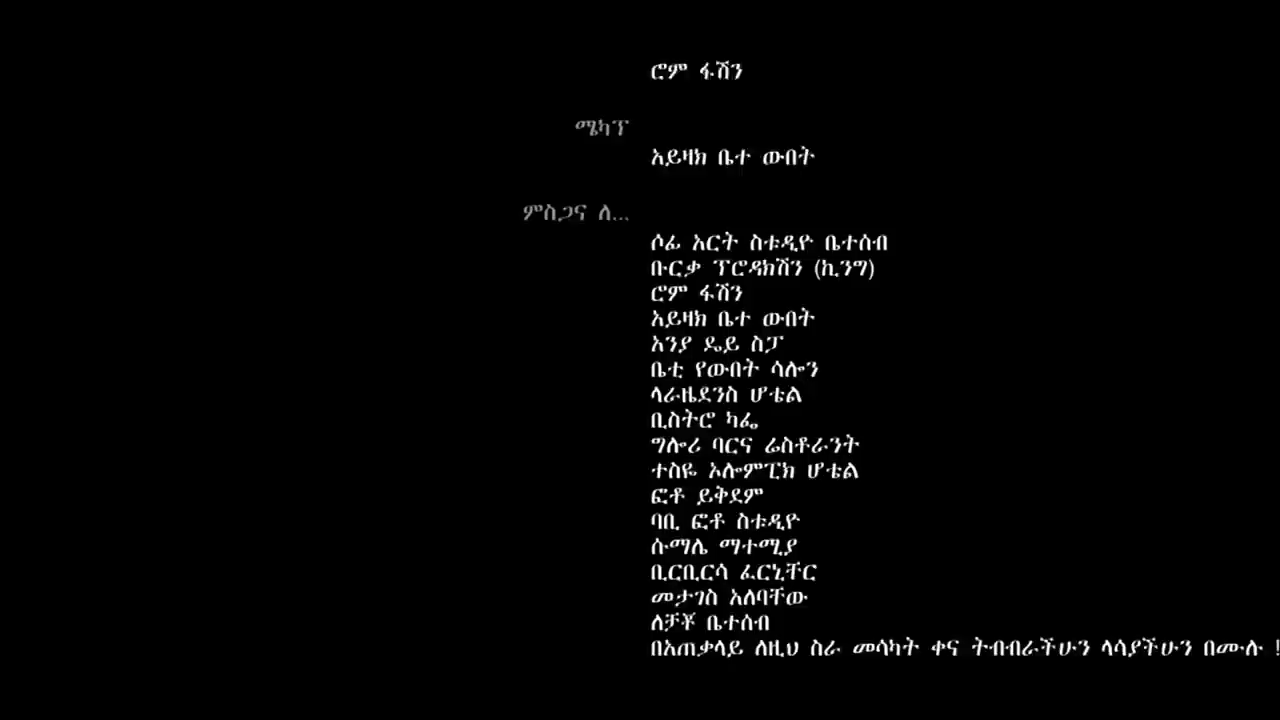 ሮም ፋሽን
ሜካፕ
አይዛክ ቤተ ውበት
ምስጋና ለ...
ሶፊ አርት ስቱዲዮ ቤተሰብ
ቡርቃ ፕሮዳክሽን (ኪንግ)
ሮም ፋሽን
አይዛክ ቤተ ውበት
አንያ ዴይ ስፓ
ቤቲ የውበት ሳሎን
ላራዜደንስ ሆቴል
ቢስትሮ ካፌ
ግሎሪ ባርና ሬስቶራንት
ተስዬ ኦሎምፒክ ሆቴል
ፎቶ ይቅደም
ባቢ ፎቶ ስቱዲዮ
ሱማሌ ማተሚያ
ቢርቢርሳ ፈርኒቸር
መታገስ አለባቸው
ለቻቾ ቤተሰብ
በአጠቃላይ ለዚህ ስራ መሳካት ቀና ትብብራችሁን ላሳያችሁን በሙሉ !